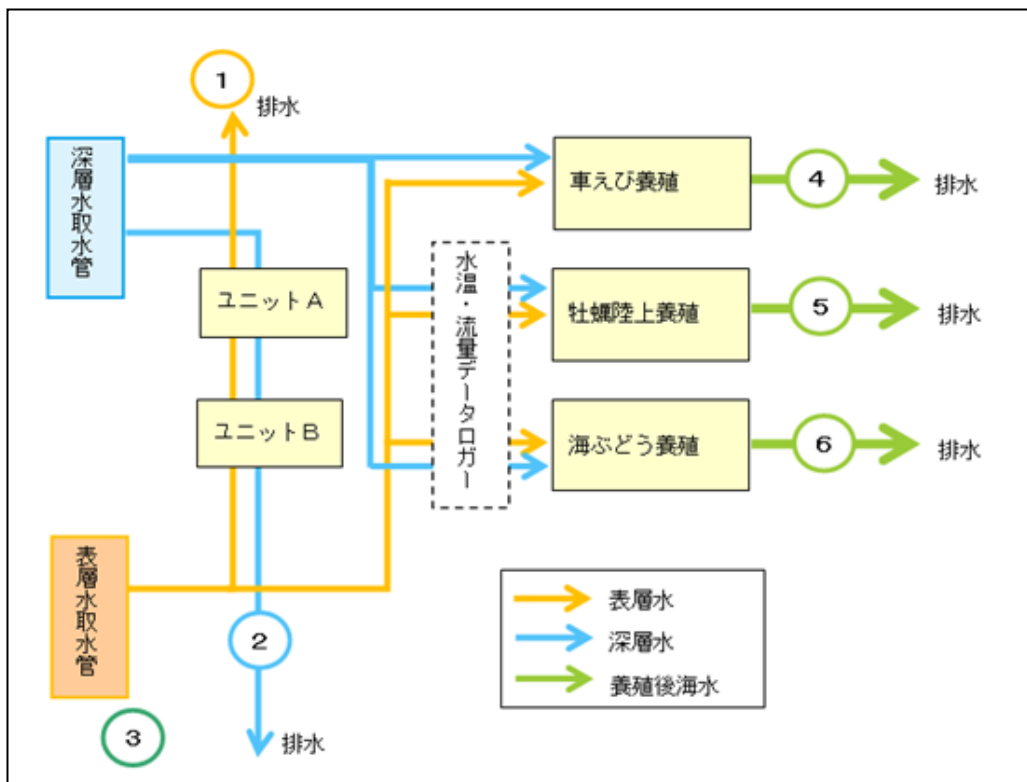 1
排水
深層水取水管
車えび養殖
4
排水
水温・流量データロガー
ユニットA
牡蠣陸上養殖
5
排水
ユニットB
海ぶどう養殖
6
排水
表層水取水管
2
3
排水
表層水
深層水
養殖後海水